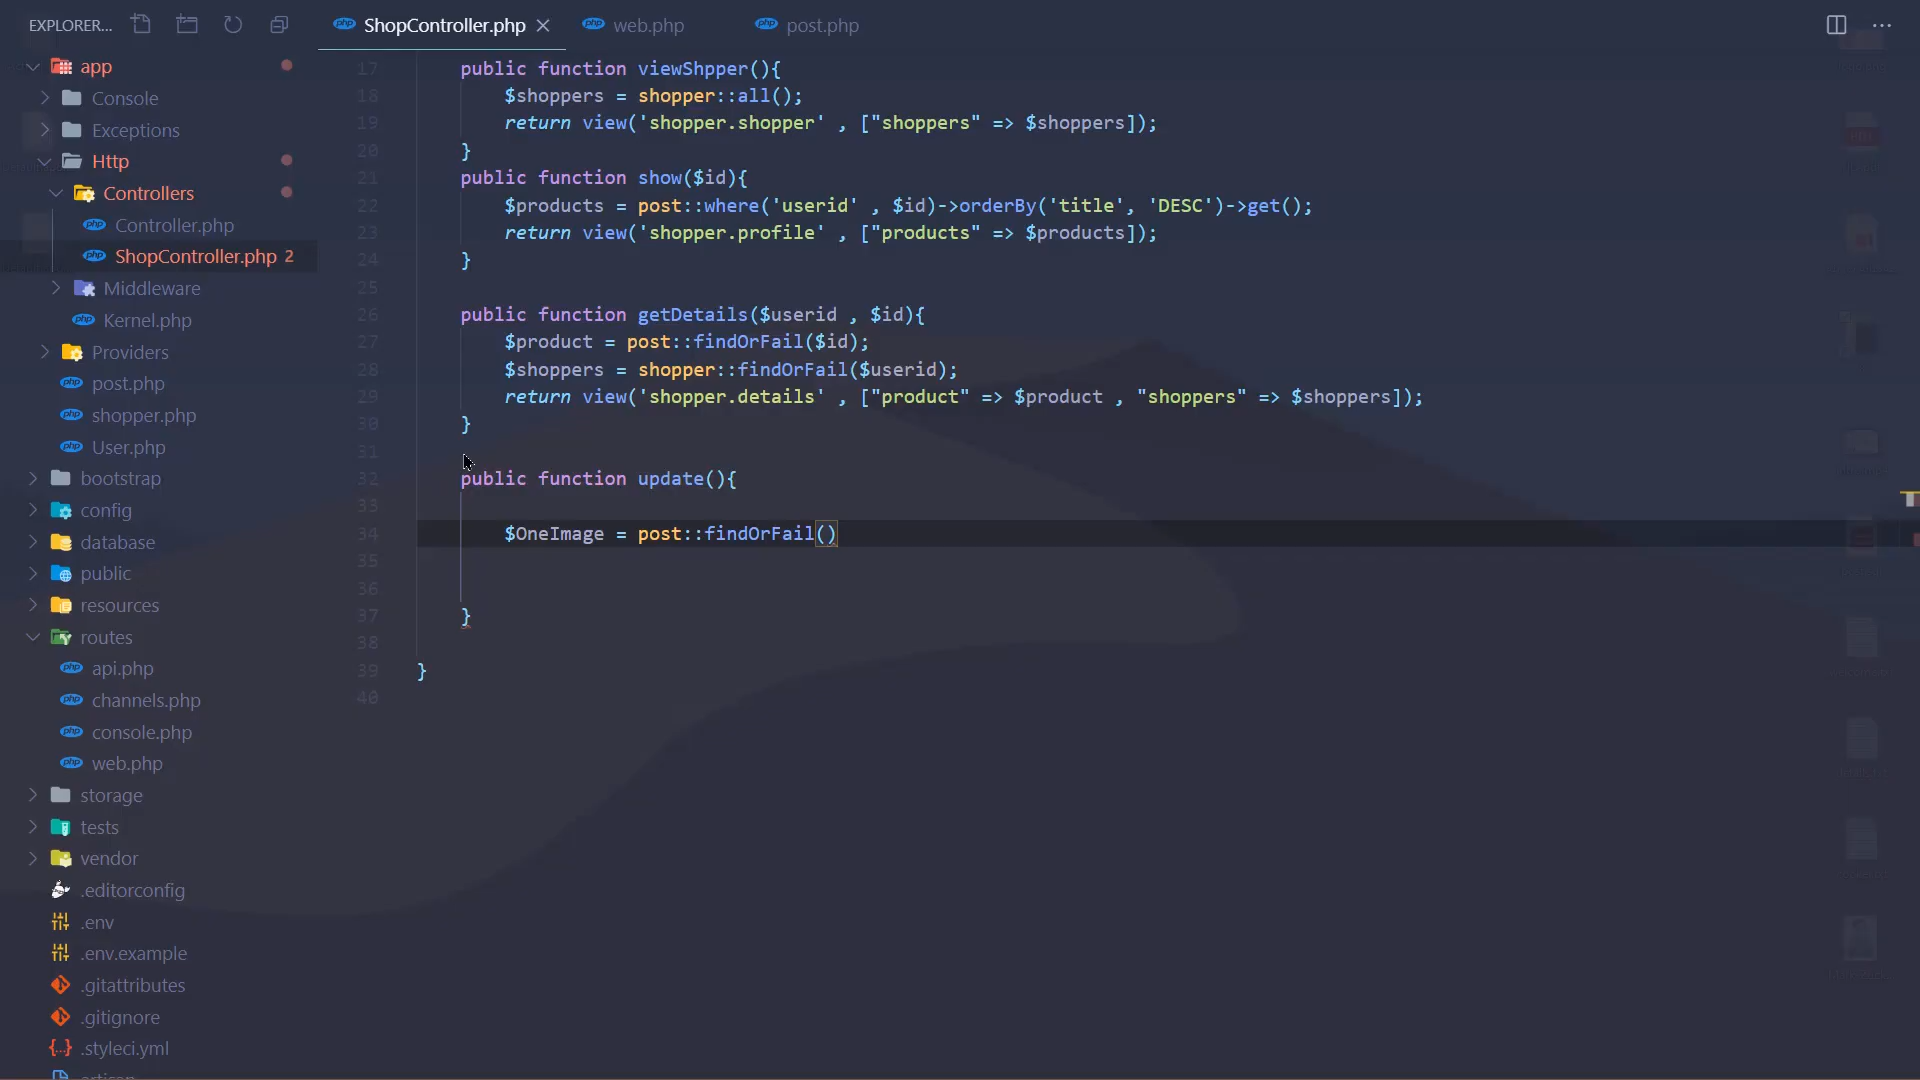 EXPLORER...
ShopController.php
web.php
post.php
app
Console
Exceptions
Http
Controllers
Controller.php
ShopController.php 2
Middleware
Kernel.php
Providers
post.php
shopper.php
User.php
bootstrap
config
database
public
resources
routes
api.php
channels.php
console.php
web.php
storage
tests
vendor
.editorconfig
.env
.env.example
.gitattributes
.gitignore
.styleci.yml
artisan
17 public function viewShpper(){
18 $shoppers = shopper::all();
19 return view('shopper.shopper' , ["shoppers" => $shoppers]);
20 }
21 public function show($id){
22 $products = post::where('userid' , $id)->orderBy('title', 'DESC')->get();
23 return view('shopper.profile' , ["products" => $products]);
24 }
25
26 public function getDetails($userid , $id){
27 $product = post::findOrFail($id);
28 $shoppers = shopper::findOrFail($userid);
29 return view('shopper.details' , ["product" => $product , "shoppers" => $shoppers]);
30 }
31
32 public function update(){
33
34 $OneImage = post::findOrFail()
35
36
37 }
38
39 }
40